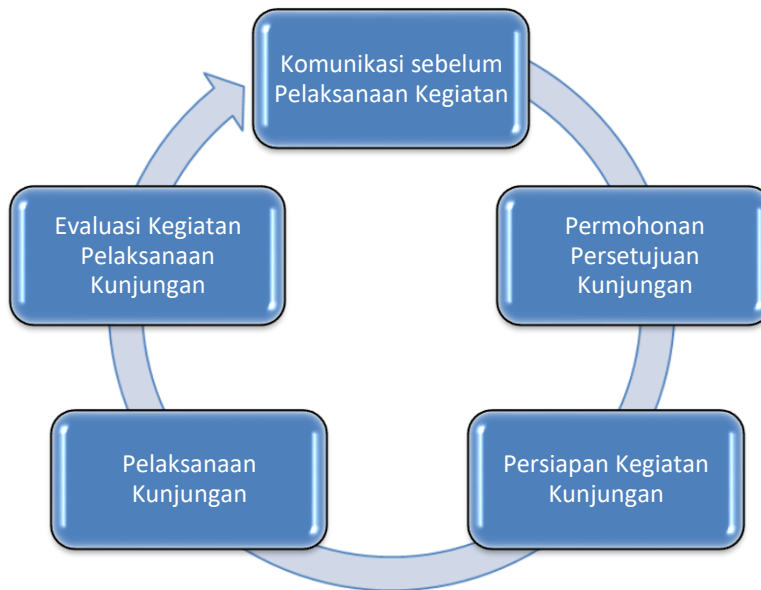 Komunikasi sebelum
Pelaksanaan Kegiatan
Permohonan
Persetujuan
Kunjungan
Persiapan Kegiatan
Kunjungan
Pelaksanaan
Kunjungan
Evaluasi Kegiatan
Pelaksanaan
Kunjungan